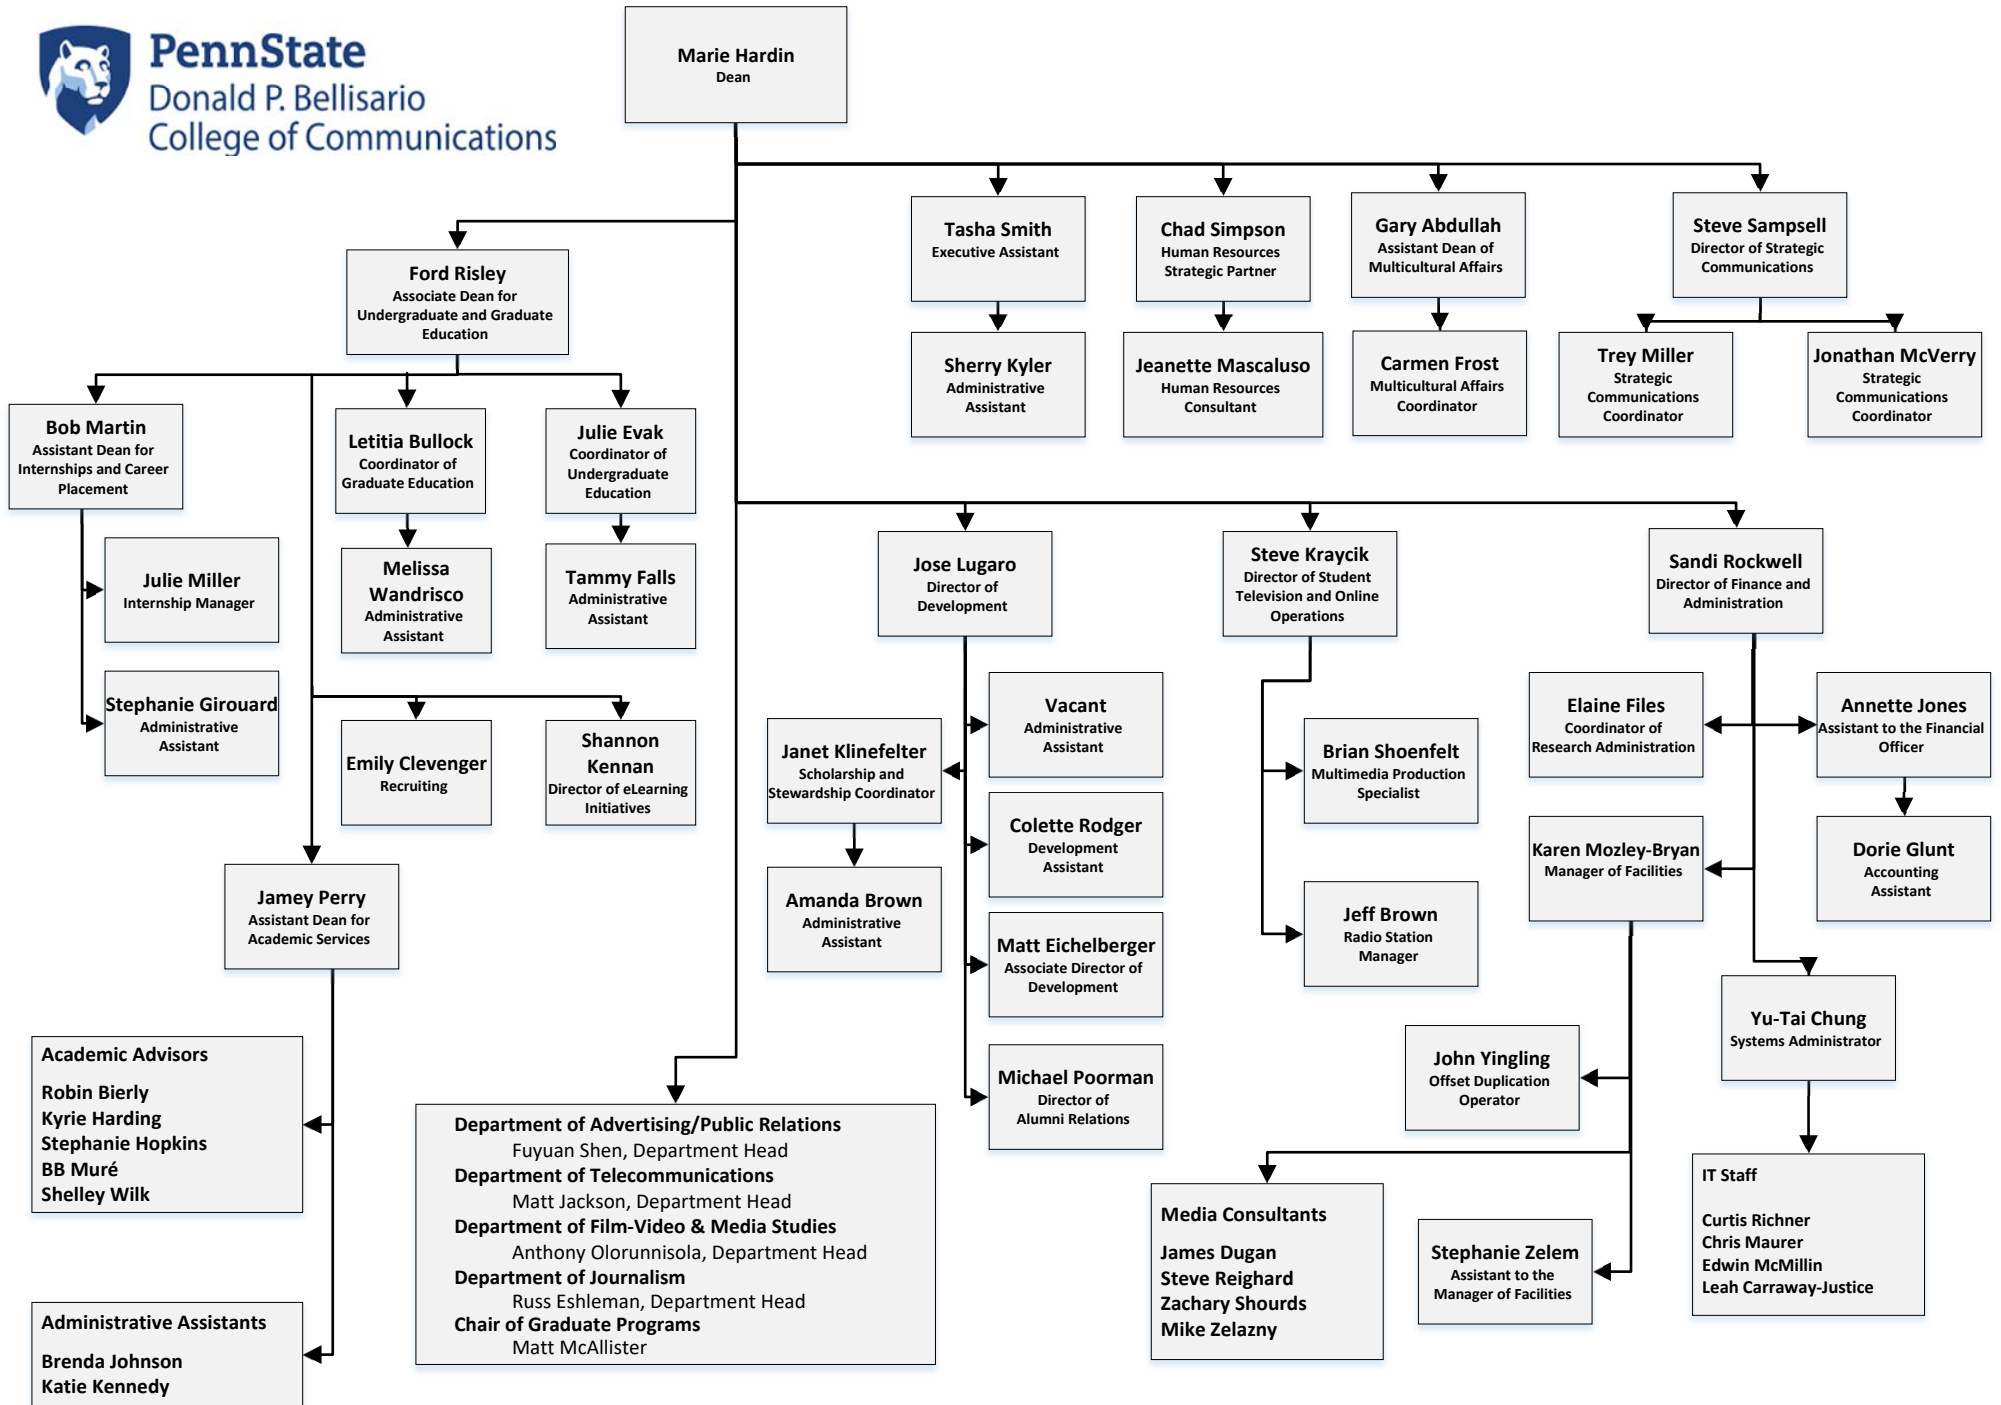 PennState
Donald P. Bellisario
College of Communications
Marie Hardin
Dean
Tasha Smith
Executive Assistant
Chad Simpson
Human Resources
Strategic Partner
Gary Abdullah
Assistant Dean of
Multicultural Affairs
Steve Sampsell
Director of Strategic
Communications
Ford Risley
Associate Dean for
Undergraduate and Graduate
Education
Sherry Kyler
Administrative
Assistant
Jeanette Mascaluso
Human Resources
Consultant
Carmen Frost
Multicultural Affairs
Coordinator
Trey Miller
Strategic
Communications
Coordinator
Jonathan McVerry
Strategic
Communications
Coordinator
Bob Martin
Assistant Dean for
Internships and Career
Placement
Letitia Bullock
Coordinator of
Graduate Education
Julie Evak
Coordinator of
Undergraduate
Education
Julie Miller
Internship Manager
Melissa
Wandrisco
Administrative
Assistant
Tammy Falls
Administrative
Assistant
Stephanie Girouard
Administrative
Assistant
Emily Clevenger
Recruiting
Shannon
Kennan
Director of eLearning
Initiatives
Jose Lugaro
Director of
Development
Steve Kraycik
Director of Student
Television and Online
Operations
Sandi Rockwell
Director of Finance and
Administration
Vacant
Administrative
Assistant
Janet Klinefelter
Scholarship and
Stewardship Coordinator
Colette Rodger
Development
Assistant
Amanda Brown
Administrative
Assistant
Matt Eichelberger
Associate Director of
Development
Michael Poorman
Director of
Alumni Relations
Brian Shoenfelt
Multimedia Production
Specialist
Jeff Brown
Radio Station
Manager
Elaine Files
Coordinator of
Research Administration
Annette Jones
Assistant to the Financial
Officer
Karen Mozley-Bryan
Manager of Facilities
Dorie Glunt
Accounting
Assistant
Yu-Tai Chung
Systems Administrator
John Yingling
Offset Duplication
Operator
Jamey Perry
Assistant Dean for
Academic Services
Academic Advisors
Robin Bierly
Kyrie Harding
Stephanie Hopkins
BB Muré
Shelley Wilk
Administrative Assistants
Brenda Johnson
Katie Kennedy
Department of Advertising/Public Relations
Fuyuan Shen, Department Head
Department of Telecommunications
Matt Jackson, Department Head
Department of Film-Video & Media Studies
Anthony Olorunnisola, Department Head
Department of Journalism
Russ Eshleman, Department Head
Chair of Graduate Programs
Matt McAllister
Media Consultants
James Dugan
Steve Reighard
Zachary Shourds
Mike Zelazny
Stephanie Zelem
Assistant to the
Manager of Facilities
IT Staff
Curtis Richner
Chris Maurer
Edwin McMillin
Leah Carraway-Justice